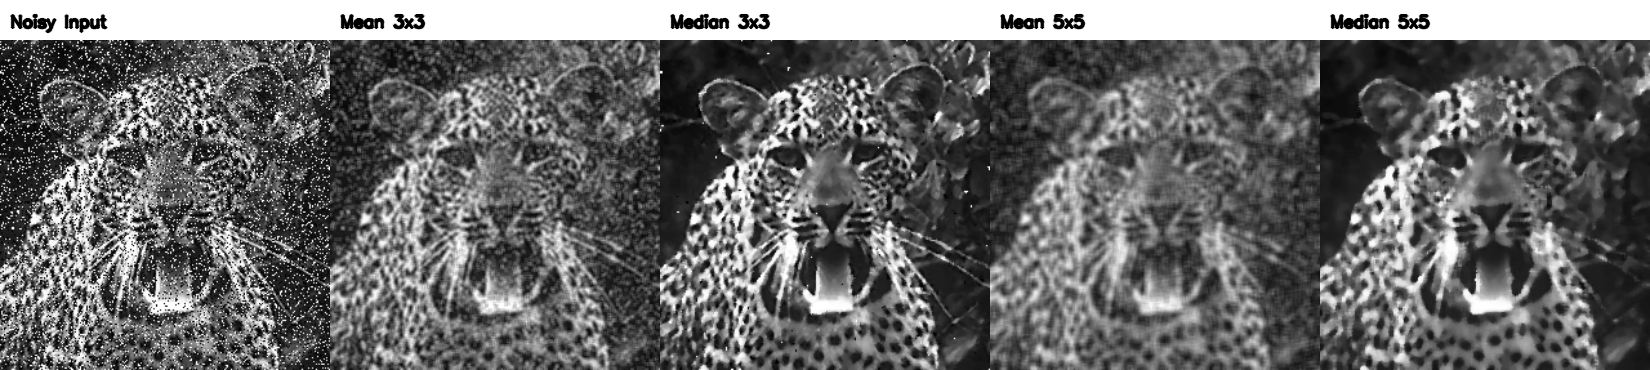 Noisy Input
Mean 3x3
Median 3x3
Mean 5x5
Median 5x5